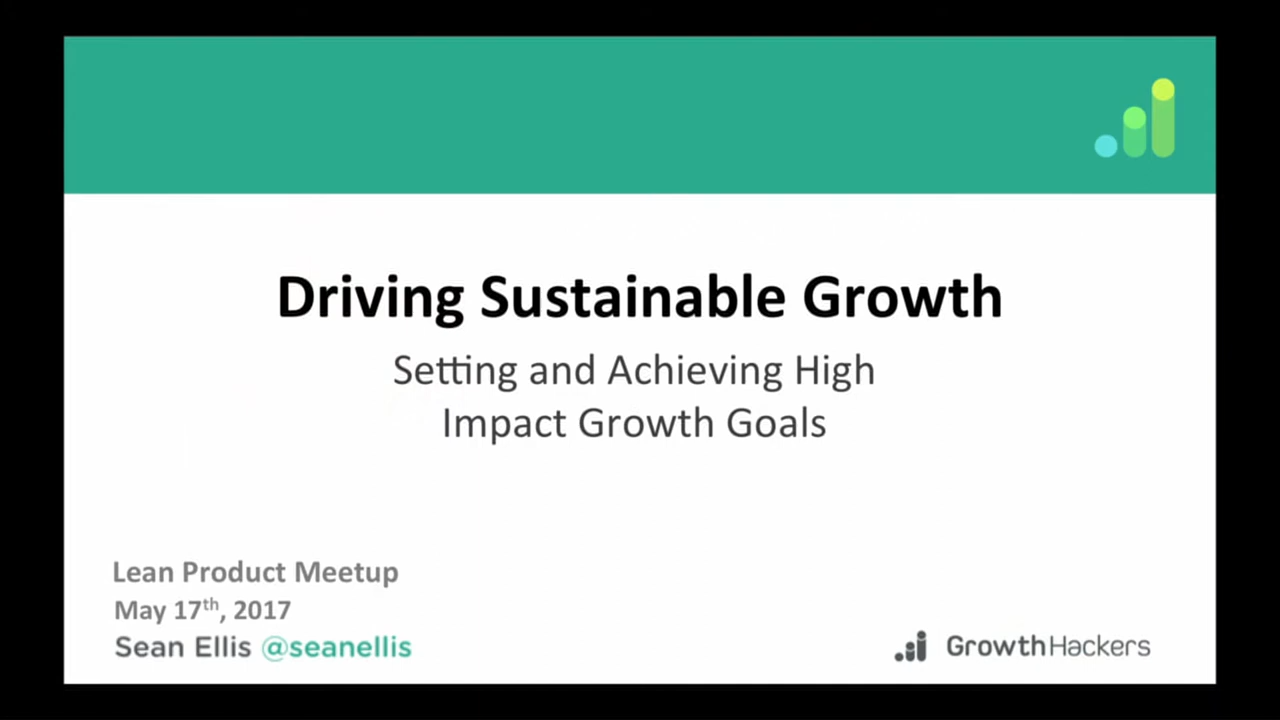 Driving Sustainable Growth
Setting and Achieving High
Impact Growth Goals
Lean Product Meetup
May 17th, 2017
Sean Ellis @seanellis
GrowthHackers